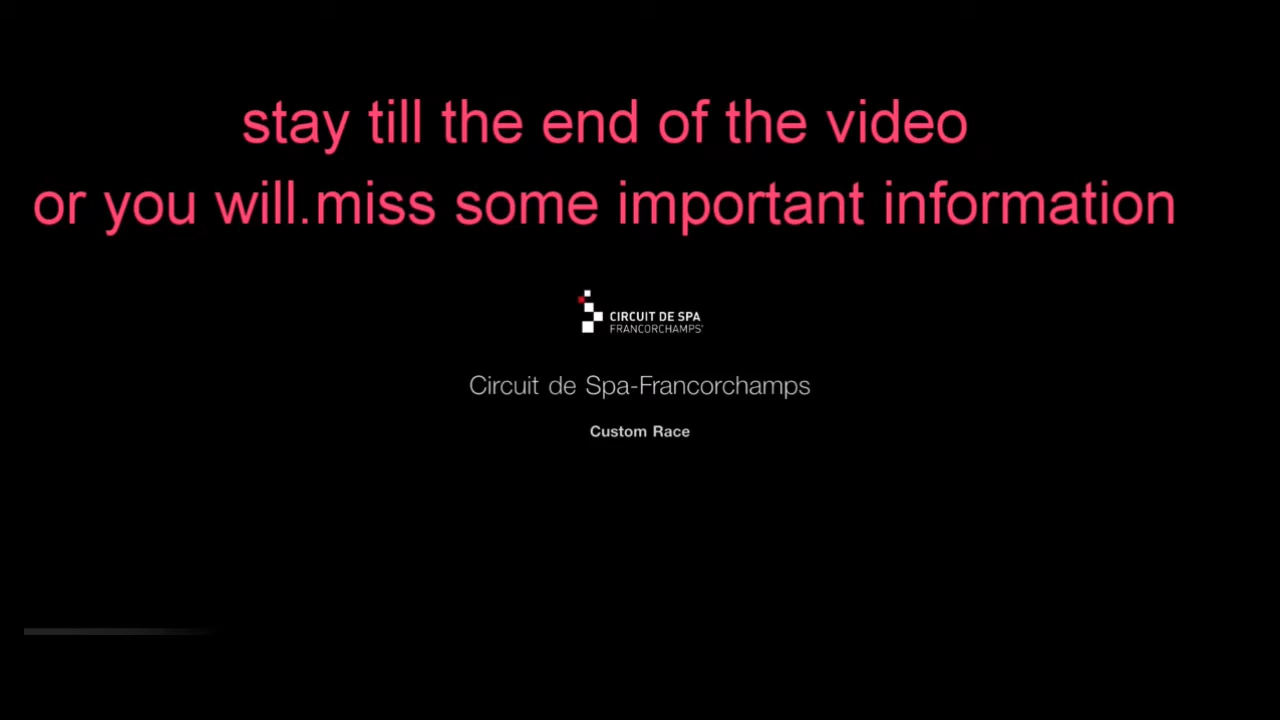 stay till the end of the video
or you will.miss some important information
CIRCUIT DE SPA
FRANCORCHAMPS
Circuit de Spa-Francorchamps
Custom Race